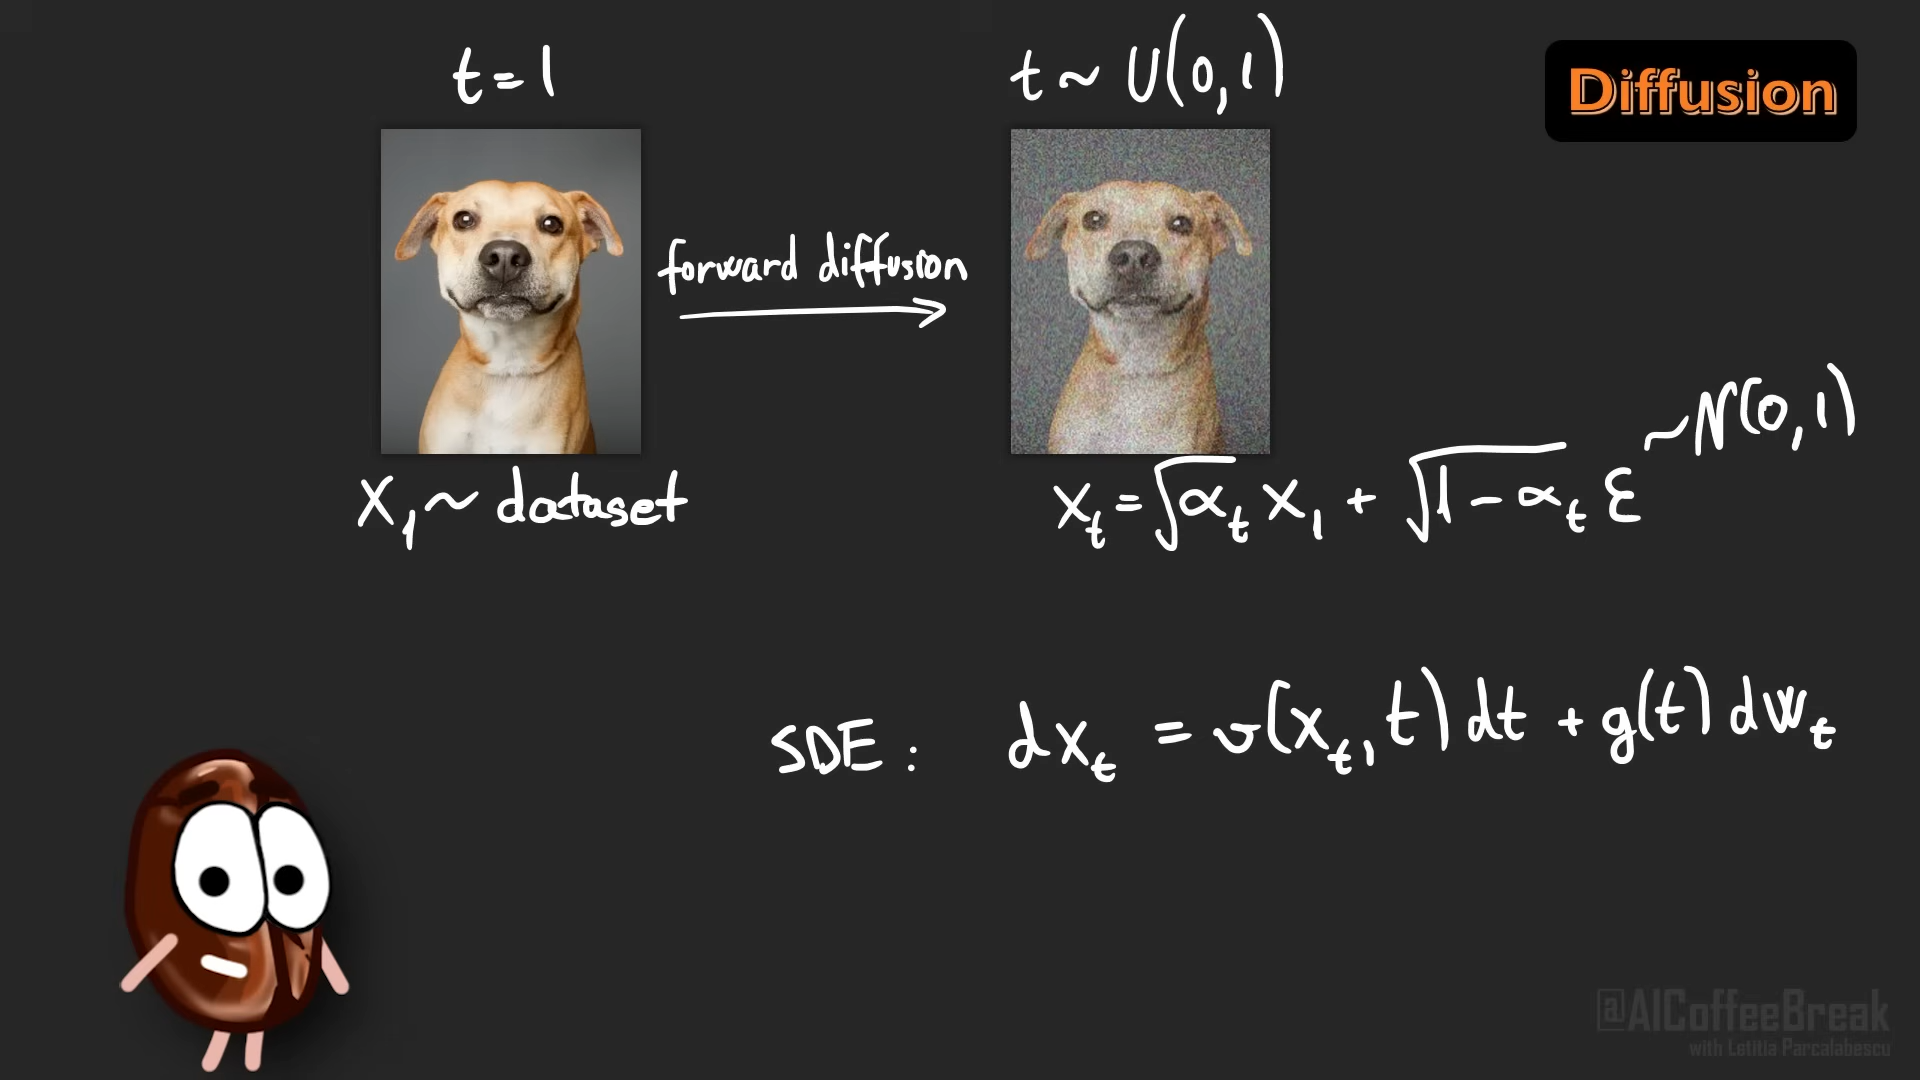 t = 1
t ~ U(0, 1)
Diffusion
forward diffusion
~ N(0, 1)
x₁ ~ dataset
xₜ = √αₜ x₁ + √1 - αₜ ε
SDE : dxₜ = v(xₜ, t) dt + g(t) dWₜ
@AICoffeeBreak
with Letitia Parcalabescu